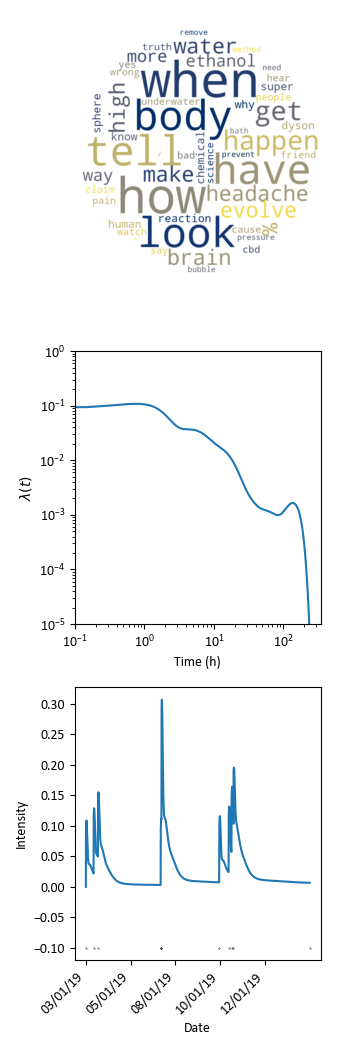 remove
truth water method
more ethanol
yes need
wrong when hear
super
underwater people
sphere high body why get
dyson
know chemical bath happen
tell / bad science prevent friend
way make have
claim
pain how headache
reaction evolve
human look cause %
watch pressure
say cbd
brain
bubble
10⁰
10⁻¹
10⁻²
λ(t)
10⁻³
10⁻⁴
10⁻⁵
10⁻¹ 10⁰ 10¹ 10²
Time (h)
0.30
0.25
0.20
0.15
Intensity
0.10
0.05
0.00
−0.05
−0.10
03/01/19 05/01/19 08/01/19 10/01/19 12/01/19
Date